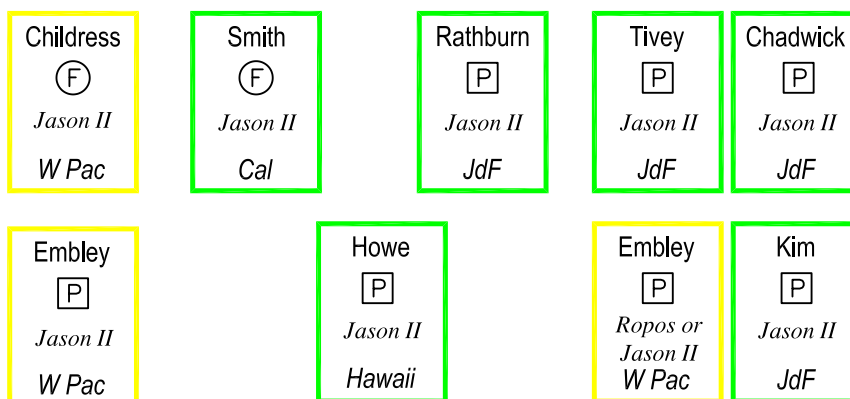 Childress
F
Jason II
W Pac
Smith
F
Jason II
Cal
Rathburn
P
Jason II
JdF
Tivey
P
Jason II
JdF
Chadwick
P
Jason II
JdF
Embley
P
Jason II
W Pac
Howe
P
Jason II
Hawaii
Embley
P
Ropos or
Jason II
W Pac
Kim
P
Jason II
JdF